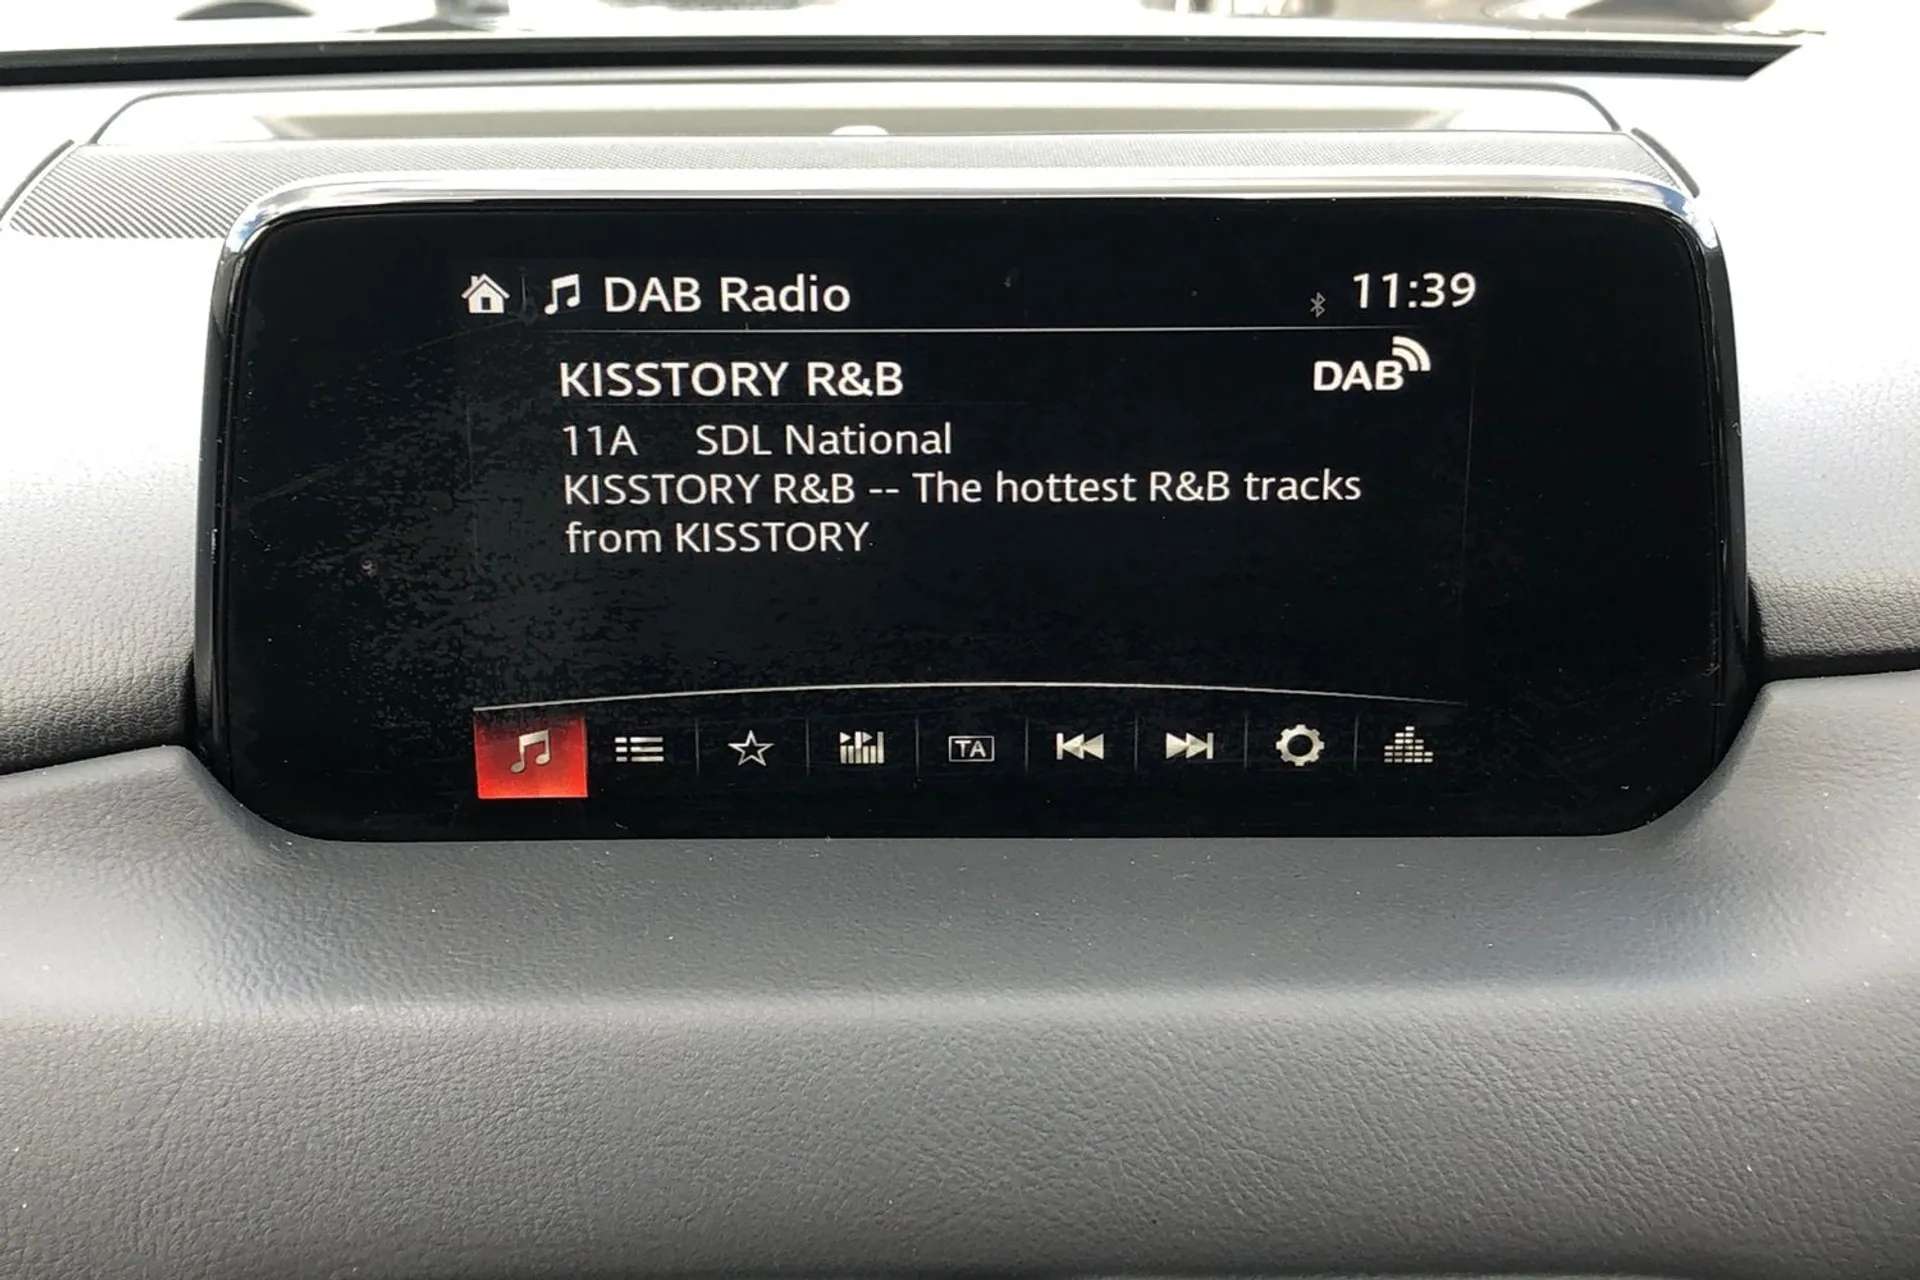 DAB Radio 11:39
KISSTORY R&B DAB
11A SDL National
KISSTORY R&B -- The hottest R&B tracks
from KISSTORY
TA